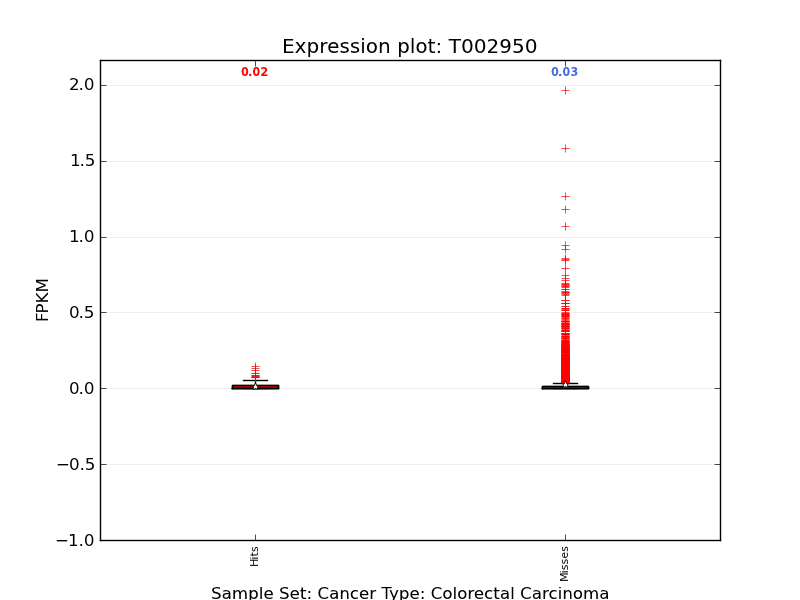 Expression plot: T002950
0.02
0.03
2.0
1.5
1.0
0.5
0.0
−0.5
−1.0
FPKM
Hits
Misses
Sample Set: Cancer Type: Colorectal Carcinoma